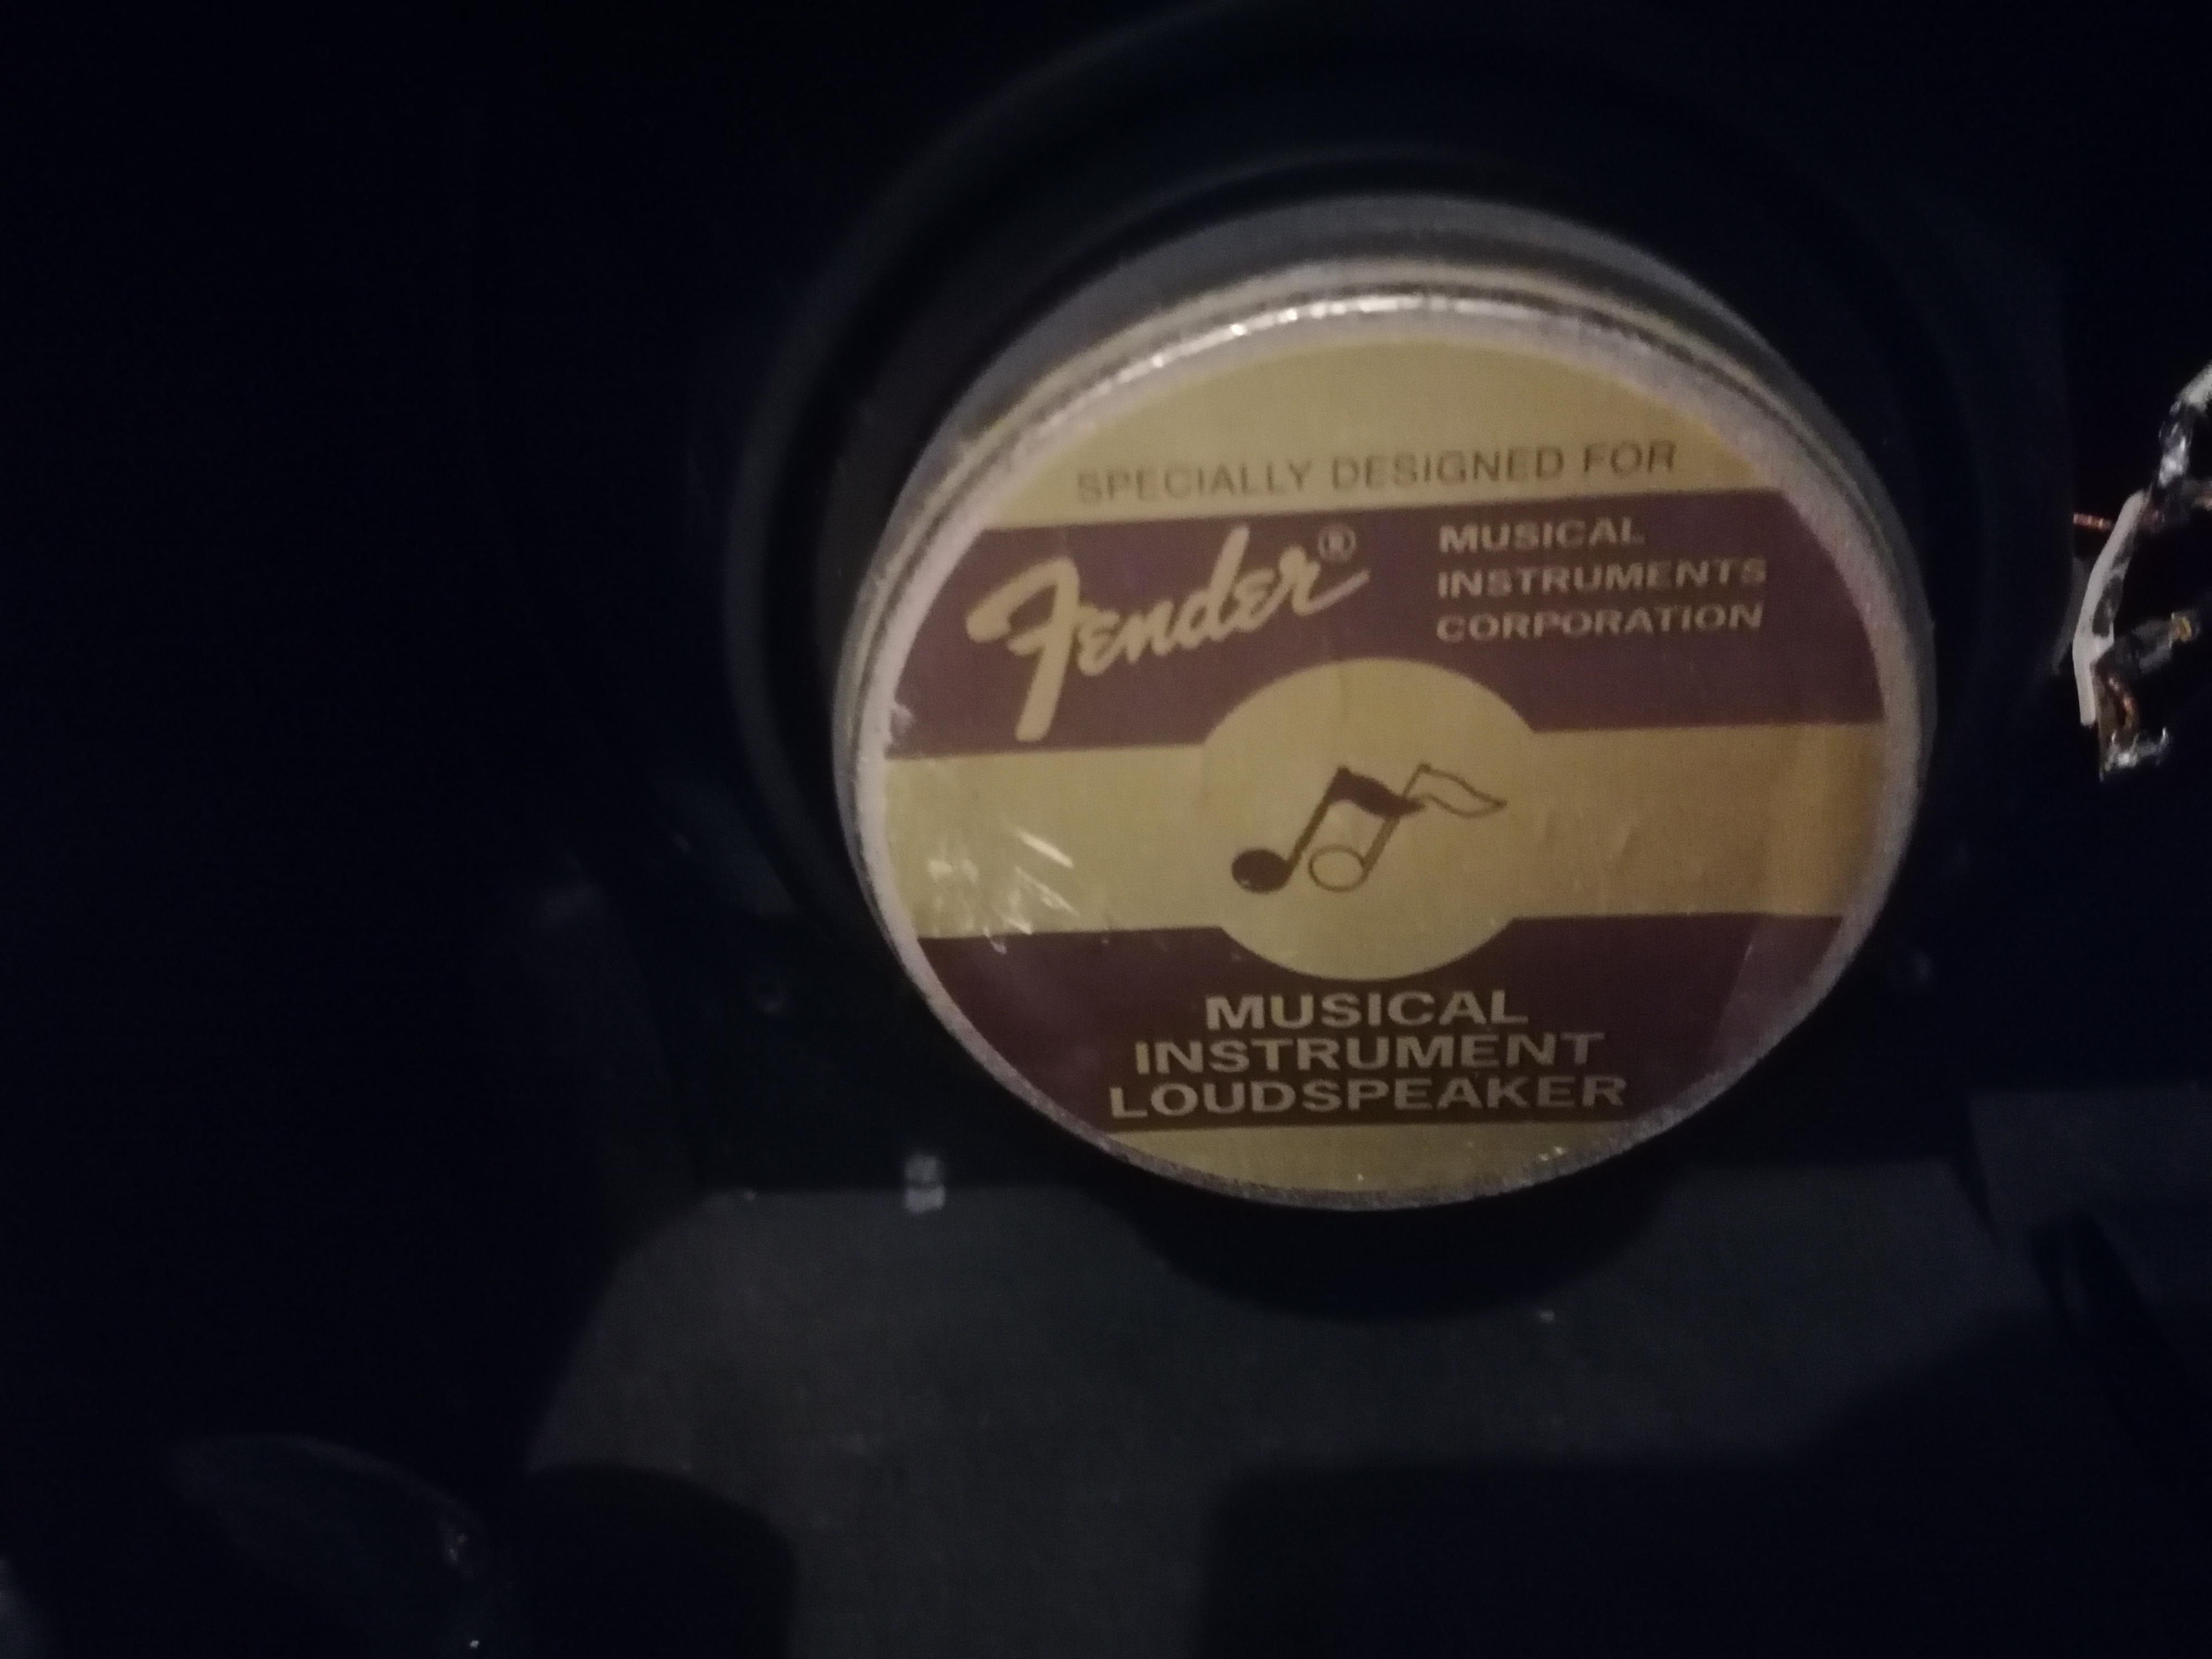 SPECIALLY DESIGNED FOR
Fender®
MUSICAL
INSTRUMENTS
CORPORATION
MUSICAL
INSTRUMENT
LOUDSPEAKER